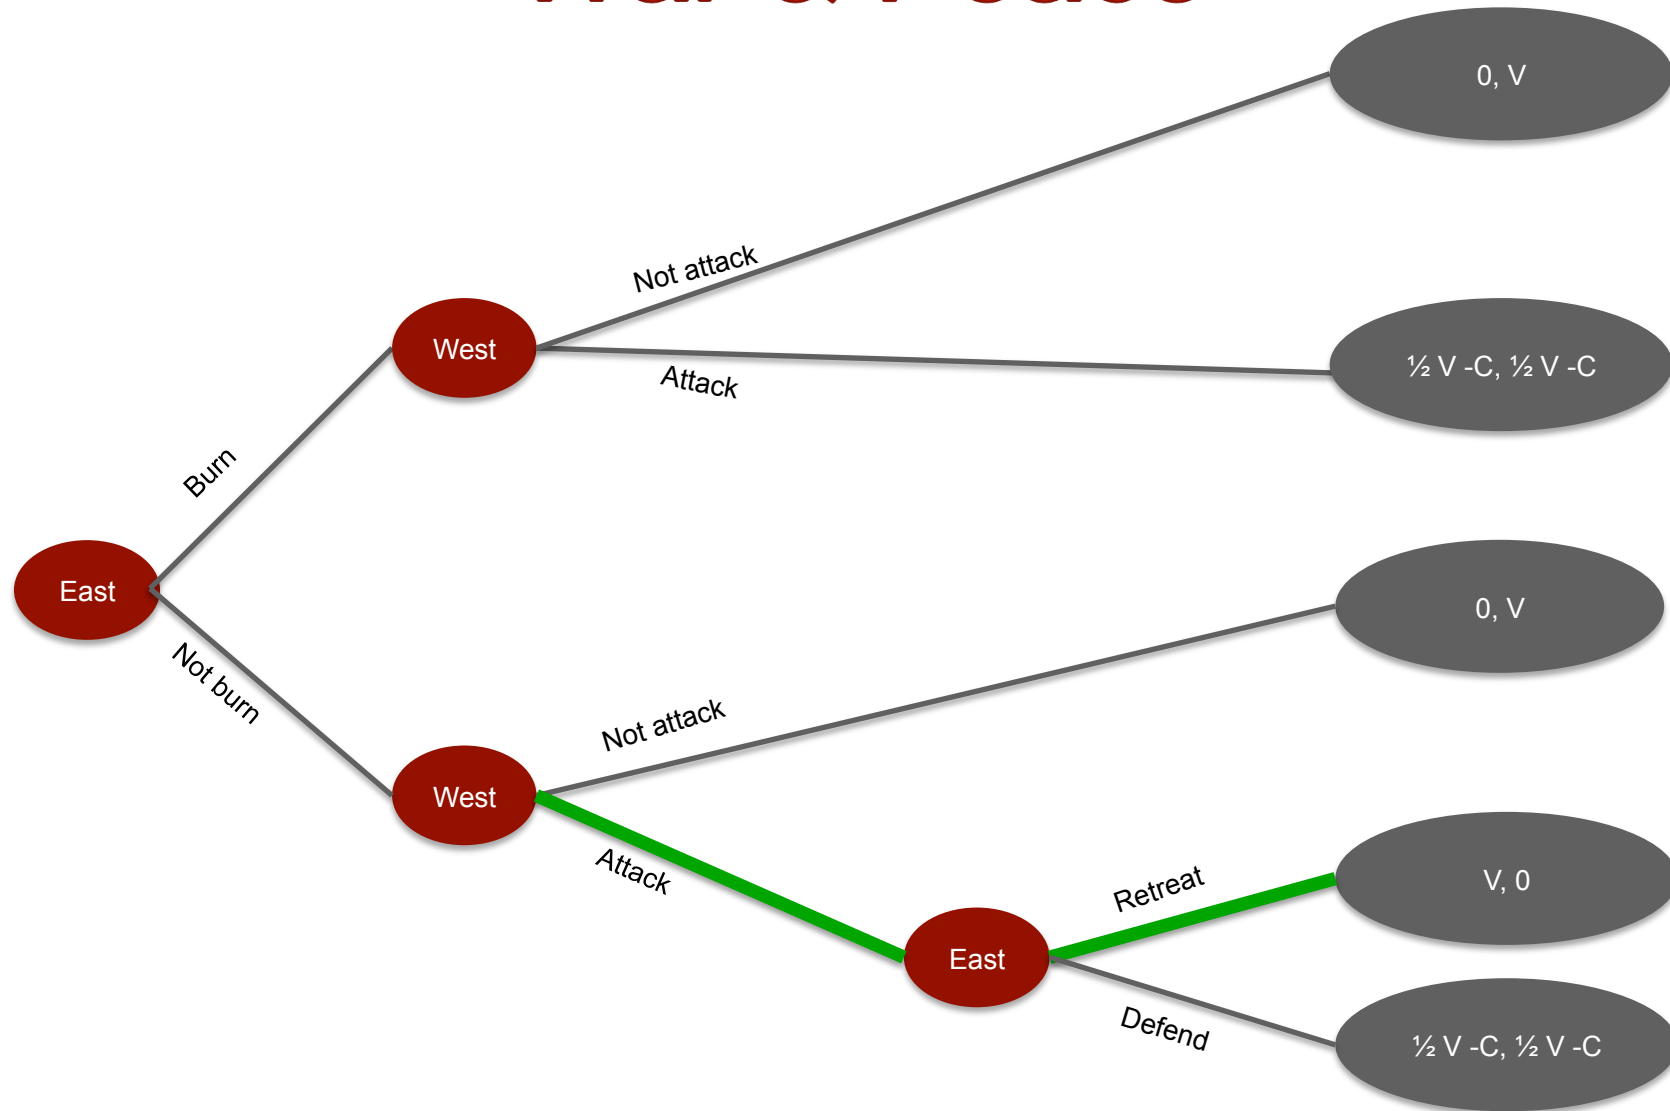 0, V
Not attack
West
Attack
½ V -C, ½ V -C
Burn
East
Not burn
0, V
Not attack
West
Attack
Retreat
V, 0
East
Defend
½ V -C, ½ V -C